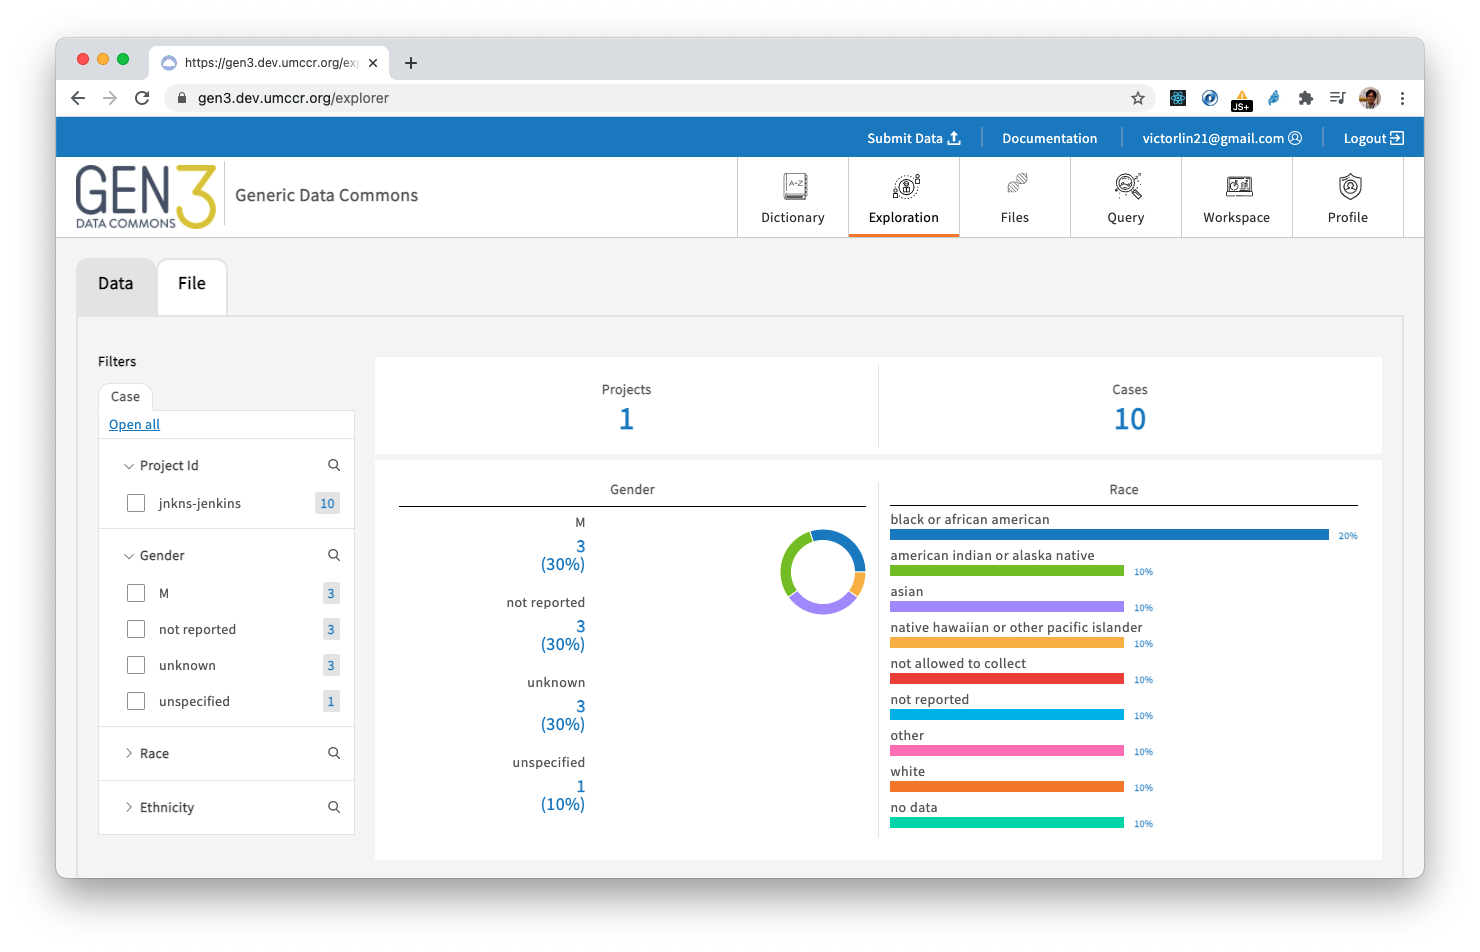 https://gen3.dev.umccr.org/ex
gen3.dev.umccr.org/explorer
JS+
Submit Data
Documentation
victorlin21@gmail.com
Logout
GEN3
DATA COMMONS
Generic Data Commons
Dictionary
A-Z
Exploration
Files
Query
Workspace
Profile
Data
File
Filters
Case
Open all
Project Id
jnkns-jenkins 10
Gender
M 3
not reported 3
unknown 3
unspecified 1
Race
Ethnicity
Projects
1
Cases
10
Gender
M
3
(30%)
not reported
3
(30%)
unknown
3
(30%)
unspecified
1
(10%)
Race
black or african american
20%
american indian or alaska native
10%
asian
10%
native hawaiian or other pacific islander
10%
not allowed to collect
10%
not reported
10%
other
10%
white
10%
no data
10%